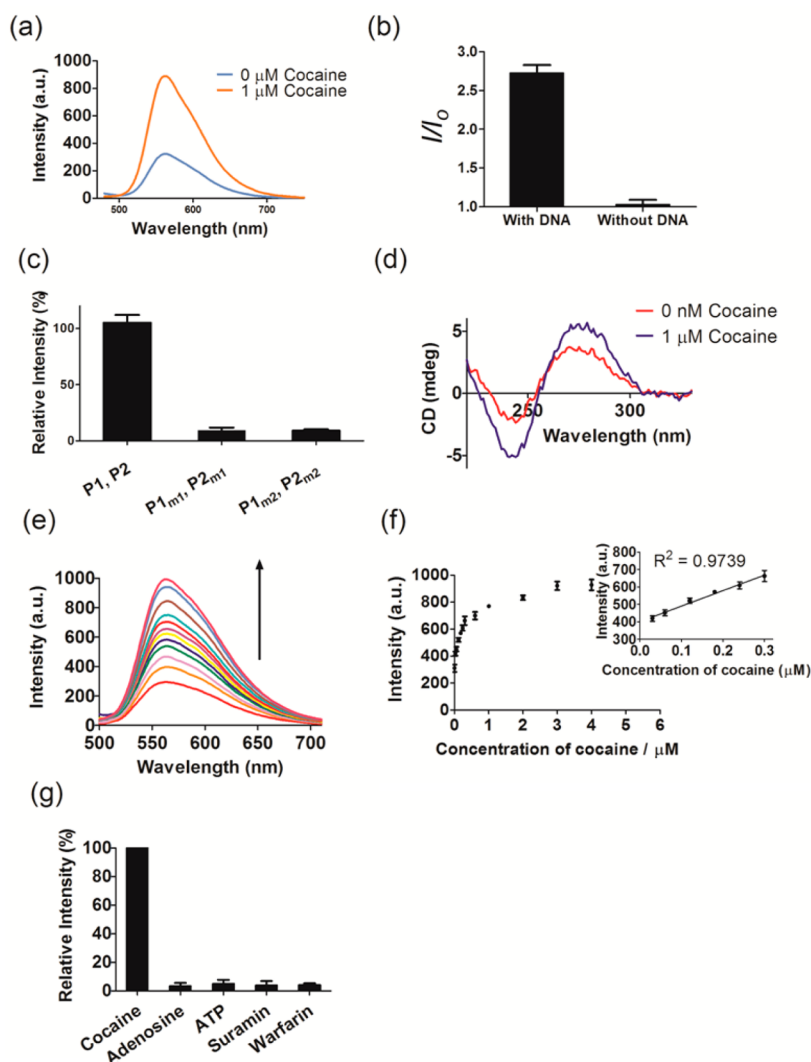 (a)
1000
800
600
400
200
0
500
600
700
Intensity (a.u.)
Wavelength (nm)
0 μM Cocaine
1 μM Cocaine
(b)
3.0
2.5
2.0
1.5
1.0
I/I₀
With DNA
Without DNA
(c)
100
50
0
Relative Intensity (%)
P1, P2
P1m1, P2m1
P1m2, P2m2
(d)
5
0
-5
250
300
CD (mdeg)
Wavelength (nm)
0 nM Cocaine
1 μM Cocaine
(e)
1000
800
600
400
200
0
500
550
600
650
700
Intensity (a.u.)
Wavelength (nm)
(f)
1000
800
600
400
200
0
0
1
2
3
4
5
6
Intensity (a.u.)
Concentration of cocaine / μM
R² = 0.9739
800
700
600
500
400
300
0.0
0.1
0.2
0.3
Intensity (a.u.)
Concentration of cocaine (μM)
(g)
100
80
60
40
20
0
Relative Intensity (%)
Cocaine
Adenosine
ATP
Suramin
Warfarin